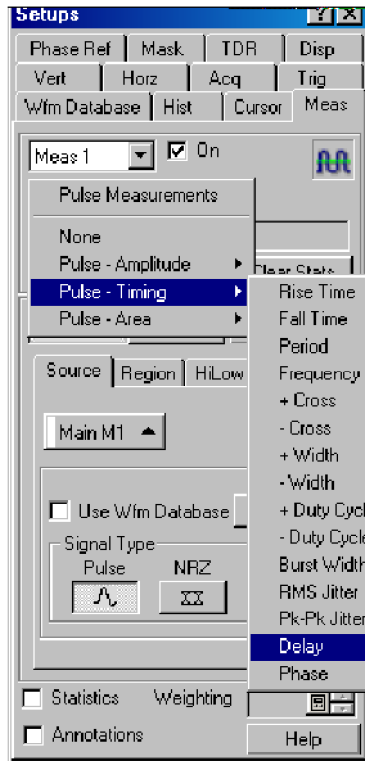 Setups
Phase Ref Mask TDR Disp
Vert Horz Acq Trig
Wfm Database Hist Cursor Meas
Meas 1 On
Pulse Measurements
None
Pulse - Amplitude
Clear Stats
Pulse - Timing
Pulse - Area
Rise Time
Fall Time
Period
Frequency
+ Cross
- Cross
+ Width
- Width
+ Duty Cycl
- Duty Cycle
Burst Width
RMS Jitter
Pk-Pk Jitter
Delay
Phase
Source Region HiLow
Main M1
Use Wfm Database
Signal Type
Pulse NRZ
Statistics Weighting
Annotations
Help